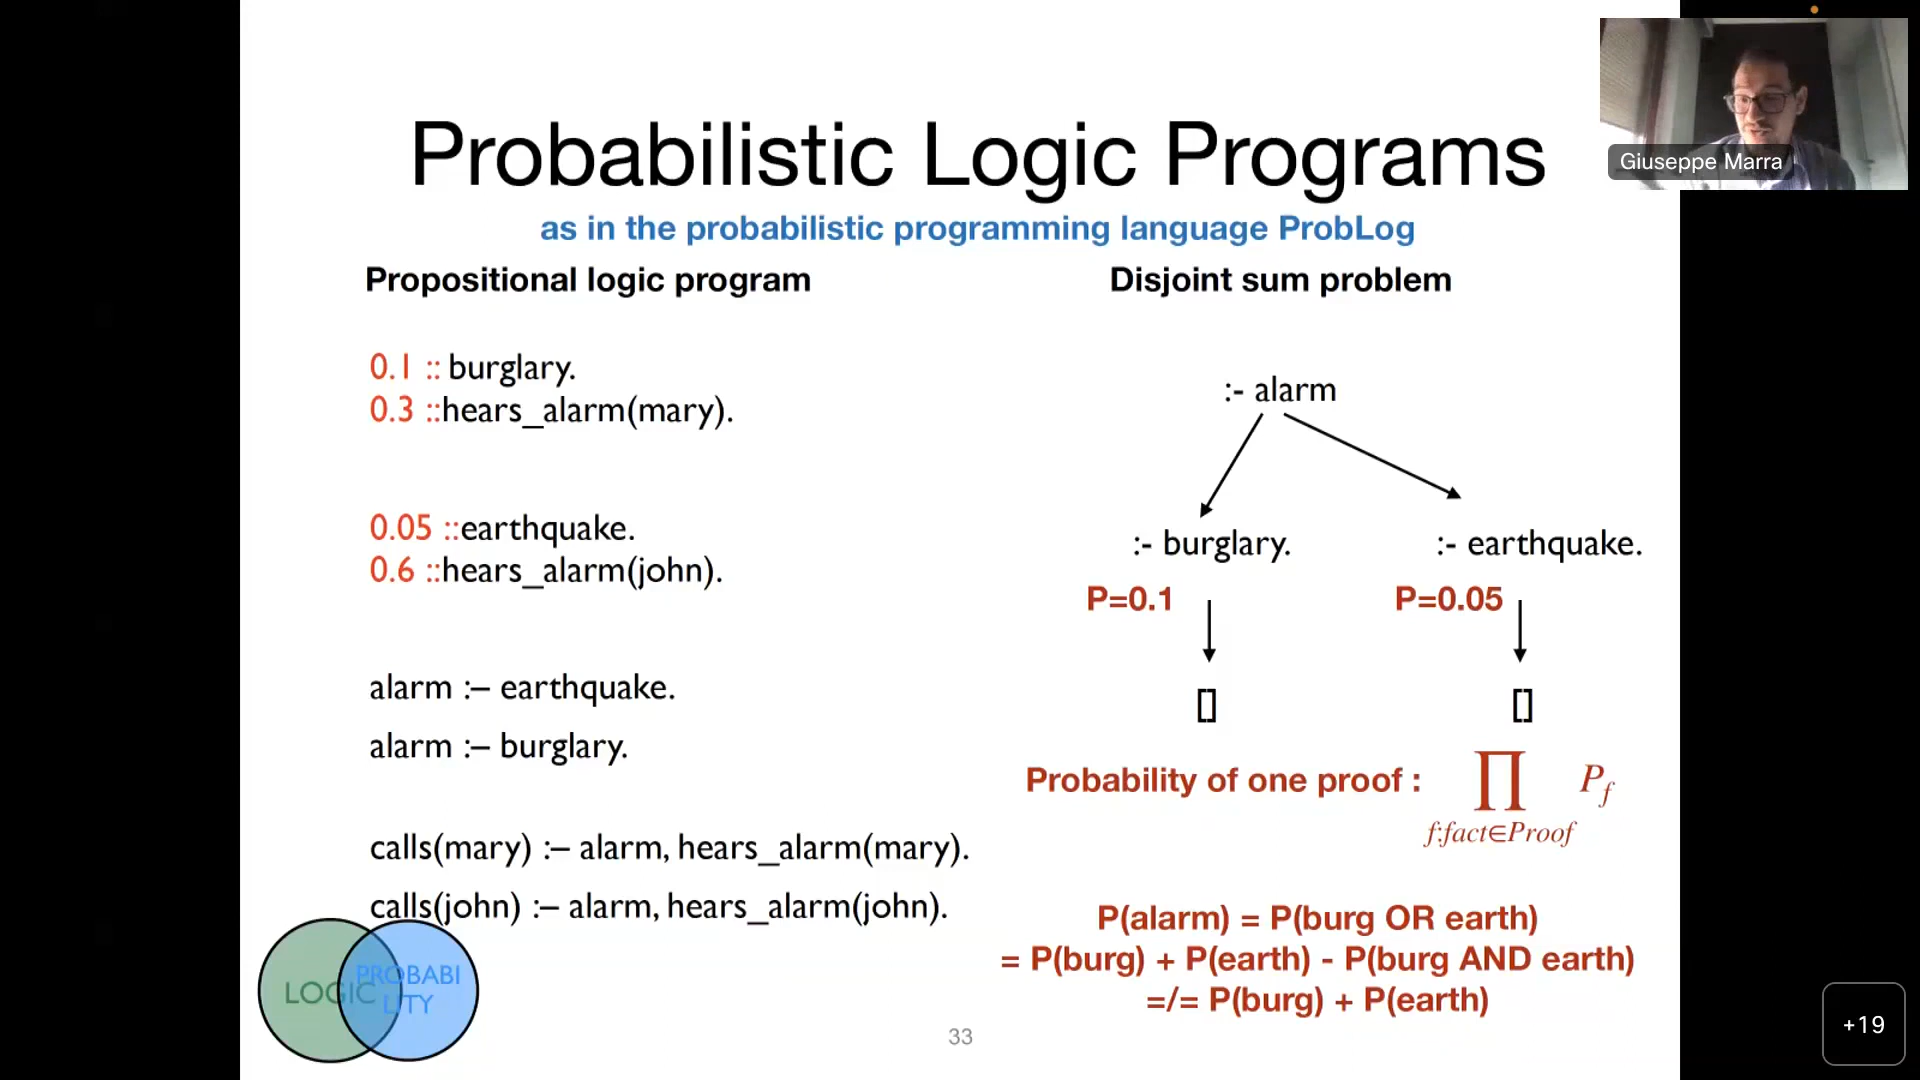 Probabilistic Logic Programs
as in the probabilistic programming language ProbLog
Propositional logic program
0.1 :: burglary.
0.3 ::hears_alarm(mary).
0.05 ::earthquake.
0.6 ::hears_alarm(john).
alarm :– earthquake.
alarm :– burglary.
calls(mary) :– alarm, hears_alarm(mary).
calls(john) :– alarm, hears_alarm(john).
Disjoint sum problem
:- alarm
:- burglary. :- earthquake.
P=0.1 P=0.05
[] []
Probability of one proof : ∏ P_f
f:fact∈Proof
P(alarm) = P(burg OR earth)
= P(burg) + P(earth) - P(burg AND earth)
=/= P(burg) + P(earth)
LOGIC
PROBABI
LITY
33
Giuseppe Marra
+19